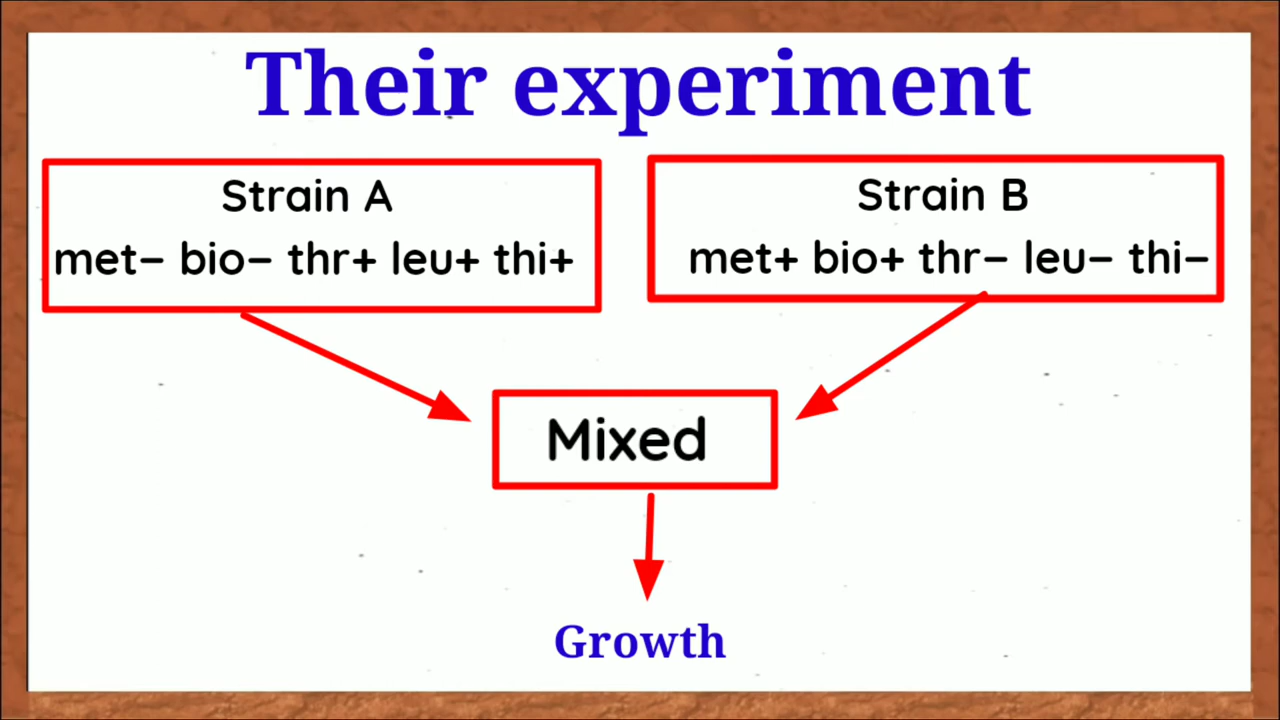 Their experiment
Strain A
met− bio− thr+ leu+ thi+
Strain B
met+ bio+ thr− leu− thi−
Mixed
Growth